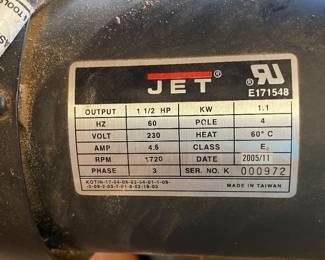 JET®
E171548
OUTPUT 1 1/2 HP KW 1.1
HZ 60 POLE 4
VOLT 230 HEAT 60° C
AMP 4.5 CLASS E
RPM 1720 DATE 2005/11
PHASE 3 SER. NO. K 000972
MADE IN TAIWAN